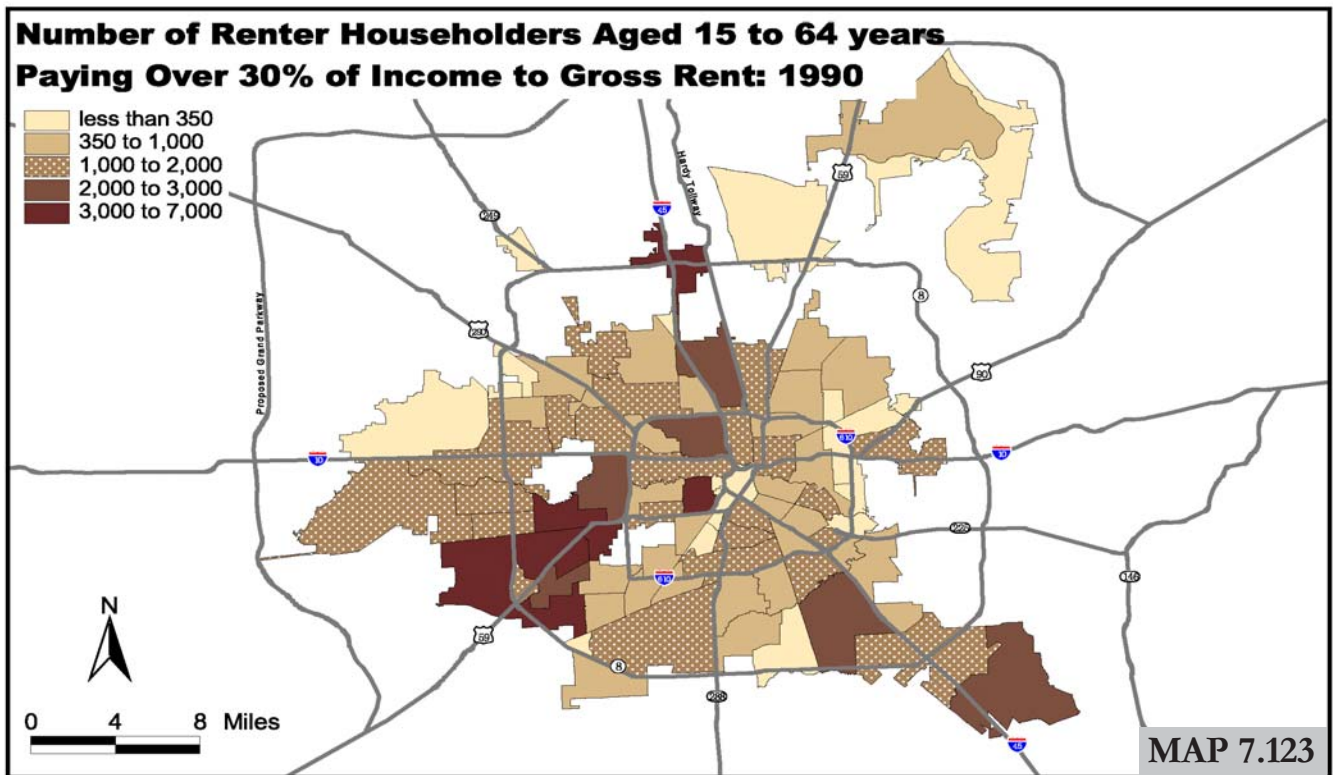 Number of Renter Householders Aged 15 to 64 years
Paying Over 30% of Income to Gross Rent: 1990
less than 350
350 to 1,000
1,000 to 2,000
2,000 to 3,000
3,000 to 7,000
Hardy Tollway
59
45
249
8
290
Proposed Grand Parkway
90
610
10
10
225
610
146
N
59
8
288
0 4 8 Miles
45
MAP 7.123